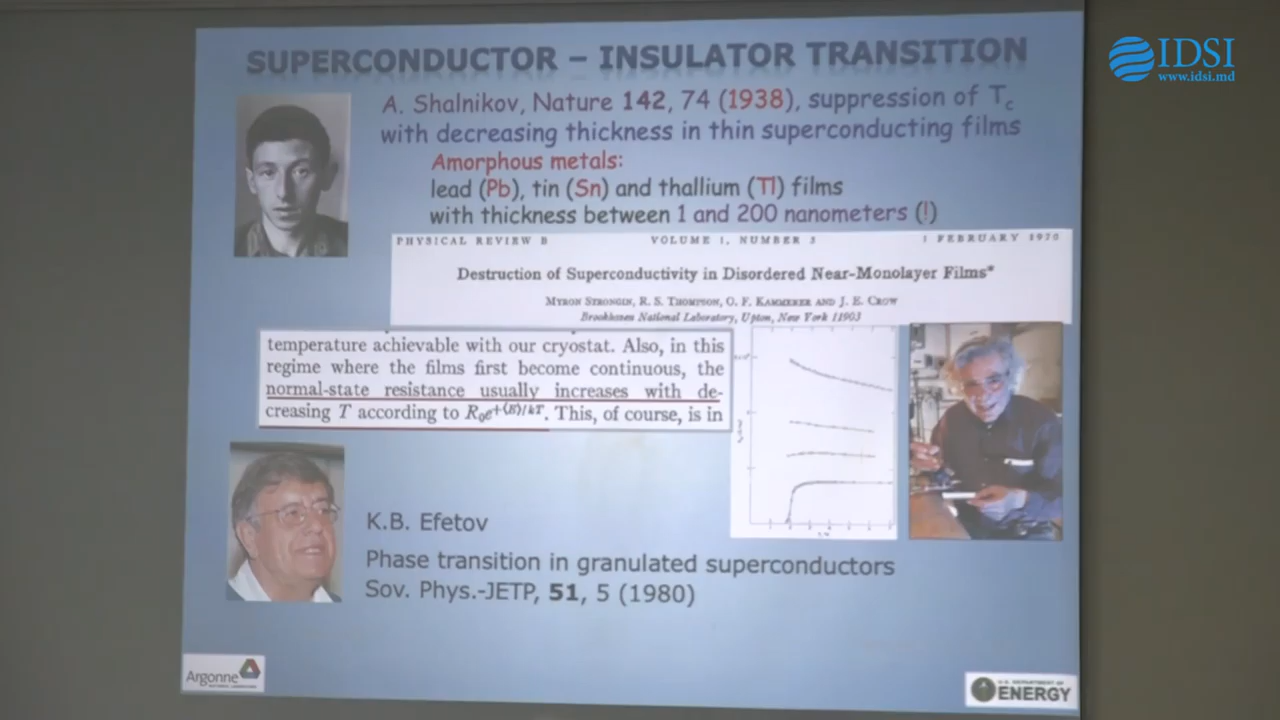 SUPERCONDUCTOR – INSULATOR TRANSITION
IDSI
www.idsi.md
A. Shalnikov, Nature 142, 74 (1938), suppression of Tc
with decreasing thickness in thin superconducting films
Amorphous metals:
lead (Pb), tin (Sn) and thallium (Tl) films
with thickness between 1 and 200 nanometers (!)
PHYSICAL REVIEW B VOLUME 1, NUMBER 3 1 FEBRUARY 1970
Destruction of Superconductivity in Disordered Near-Monolayer Films*
Myron Strongin, R. S. Thompson, O. F. Kammerer and J. E. Crow
Brookhaven National Laboratory, Upton, New York 11903
temperature achievable with our cryostat. Also, in this
regime where the films first become continuous, the
normal-state resistance usually increases with de-
creasing T according to R₀e^+(E)/kT. This, of course, is in
K.B. Efetov
Phase transition in granulated superconductors
Sov. Phys.-JETP, 51, 5 (1980)
Argonne
NATIONAL LABORATORY
U.S. DEPARTMENT OF
ENERGY